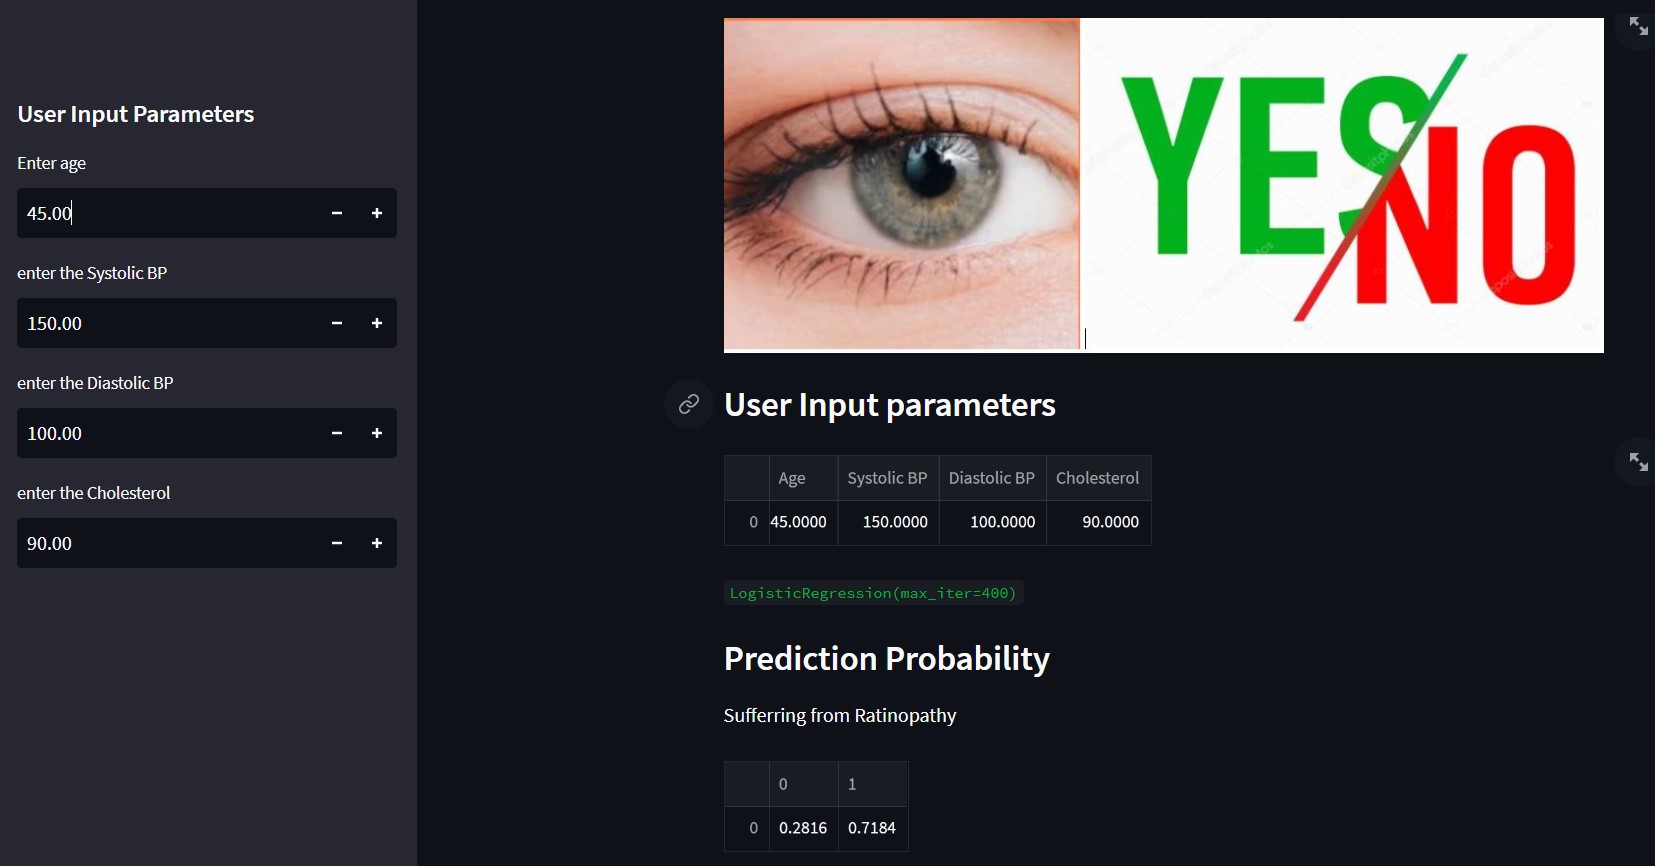 User Input Parameters
Enter age
45.00
enter the Systolic BP
150.00
enter the Diastolic BP
100.00
enter the Cholesterol
90.00
YES
NO
User Input parameters
Age Systolic BP Diastolic BP Cholesterol
0 45.0000 150.0000 100.0000 90.0000
LogisticRegression(max_iter=400)
Prediction Probability
Sufferring from Ratinopathy
0 1
0 0.2816 0.7184